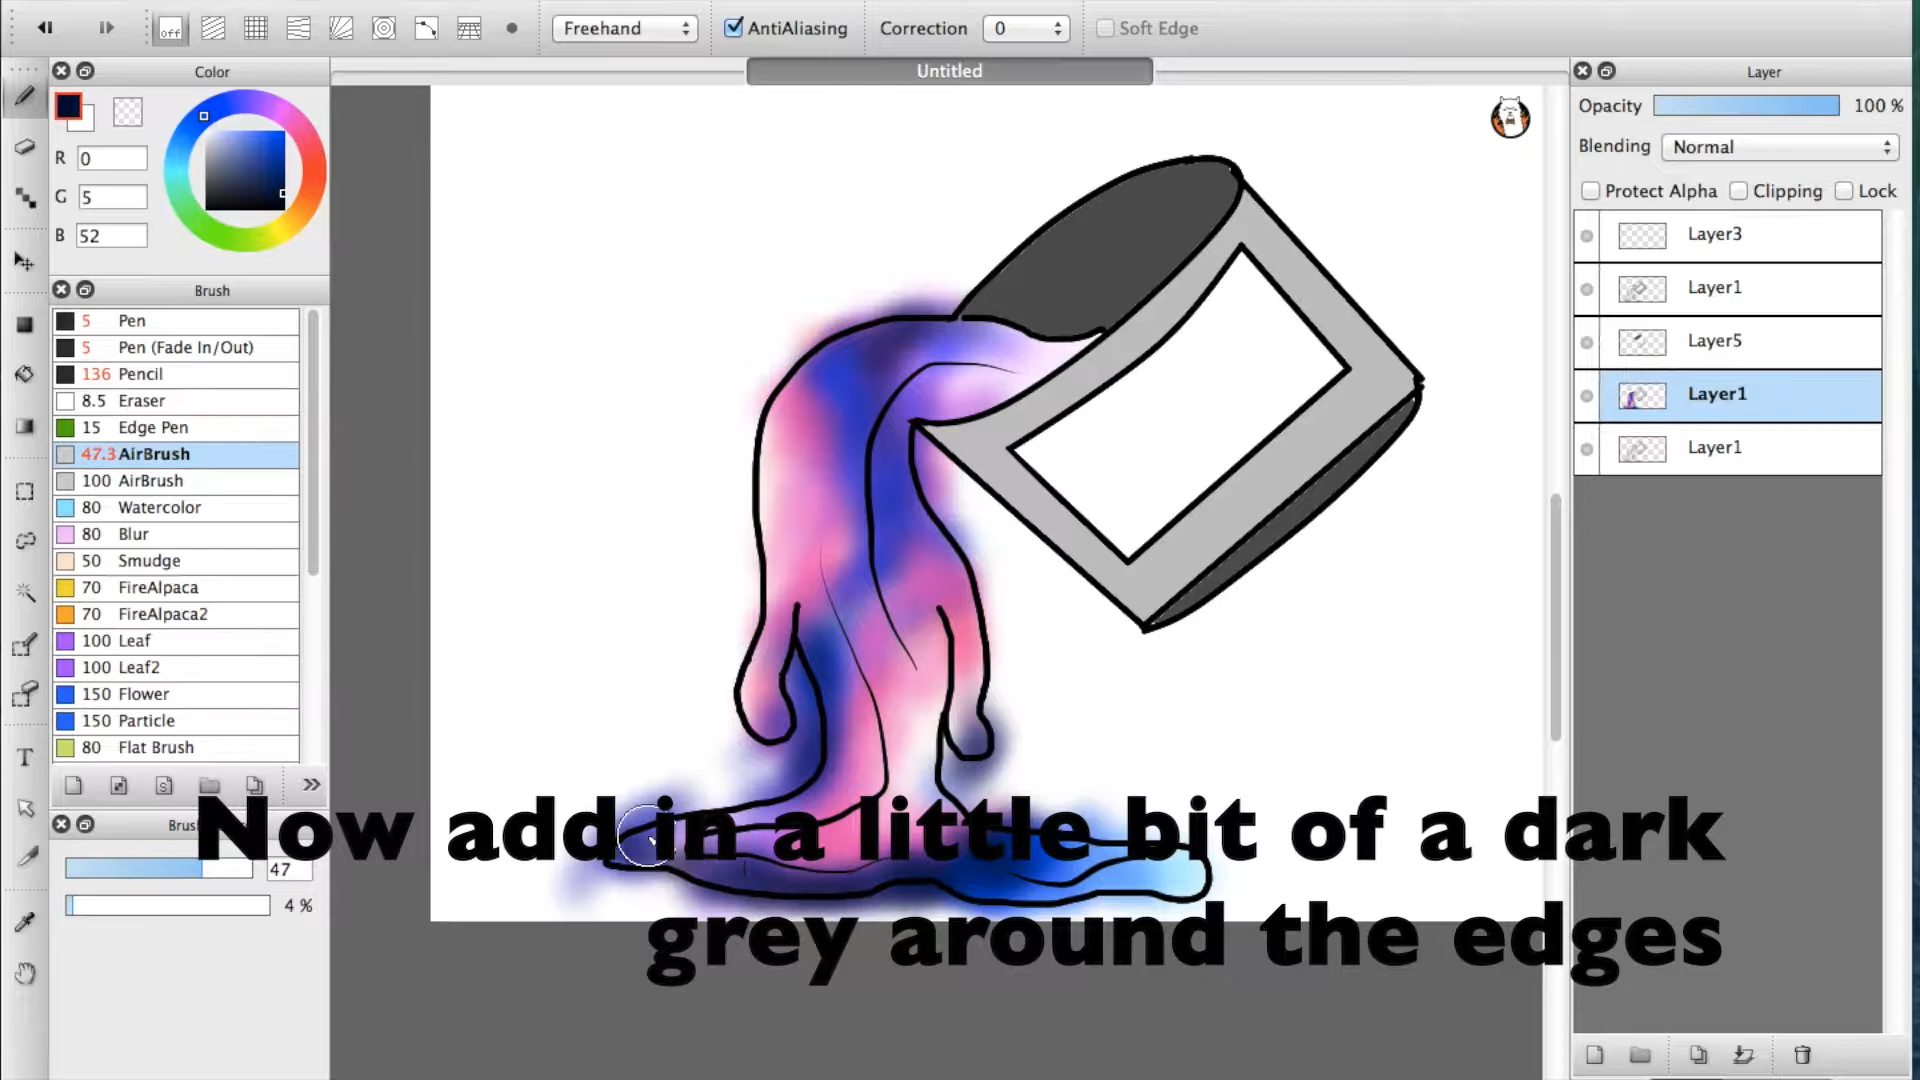 Freehand
AntiAliasing
Correction
0
Soft Edge
Color
Untitled
Layer
R 0
G 5
B 52
Opacity 100 %
Blending Normal
Protect Alpha Clipping Lock
Layer3
Layer1
Layer5
Layer1
Layer1
Brush
5 Pen
5 Pen (Fade In/Out)
136 Pencil
8.5 Eraser
15 Edge Pen
47.3 AirBrush
100 AirBrush
80 Watercolor
80 Blur
50 Smudge
70 FireAlpaca
70 FireAlpaca2
100 Leaf
100 Leaf2
150 Flower
150 Particle
80 Flat Brush
47
4 %
off
T
S
Now add in a little bit of a dark
grey around the edges